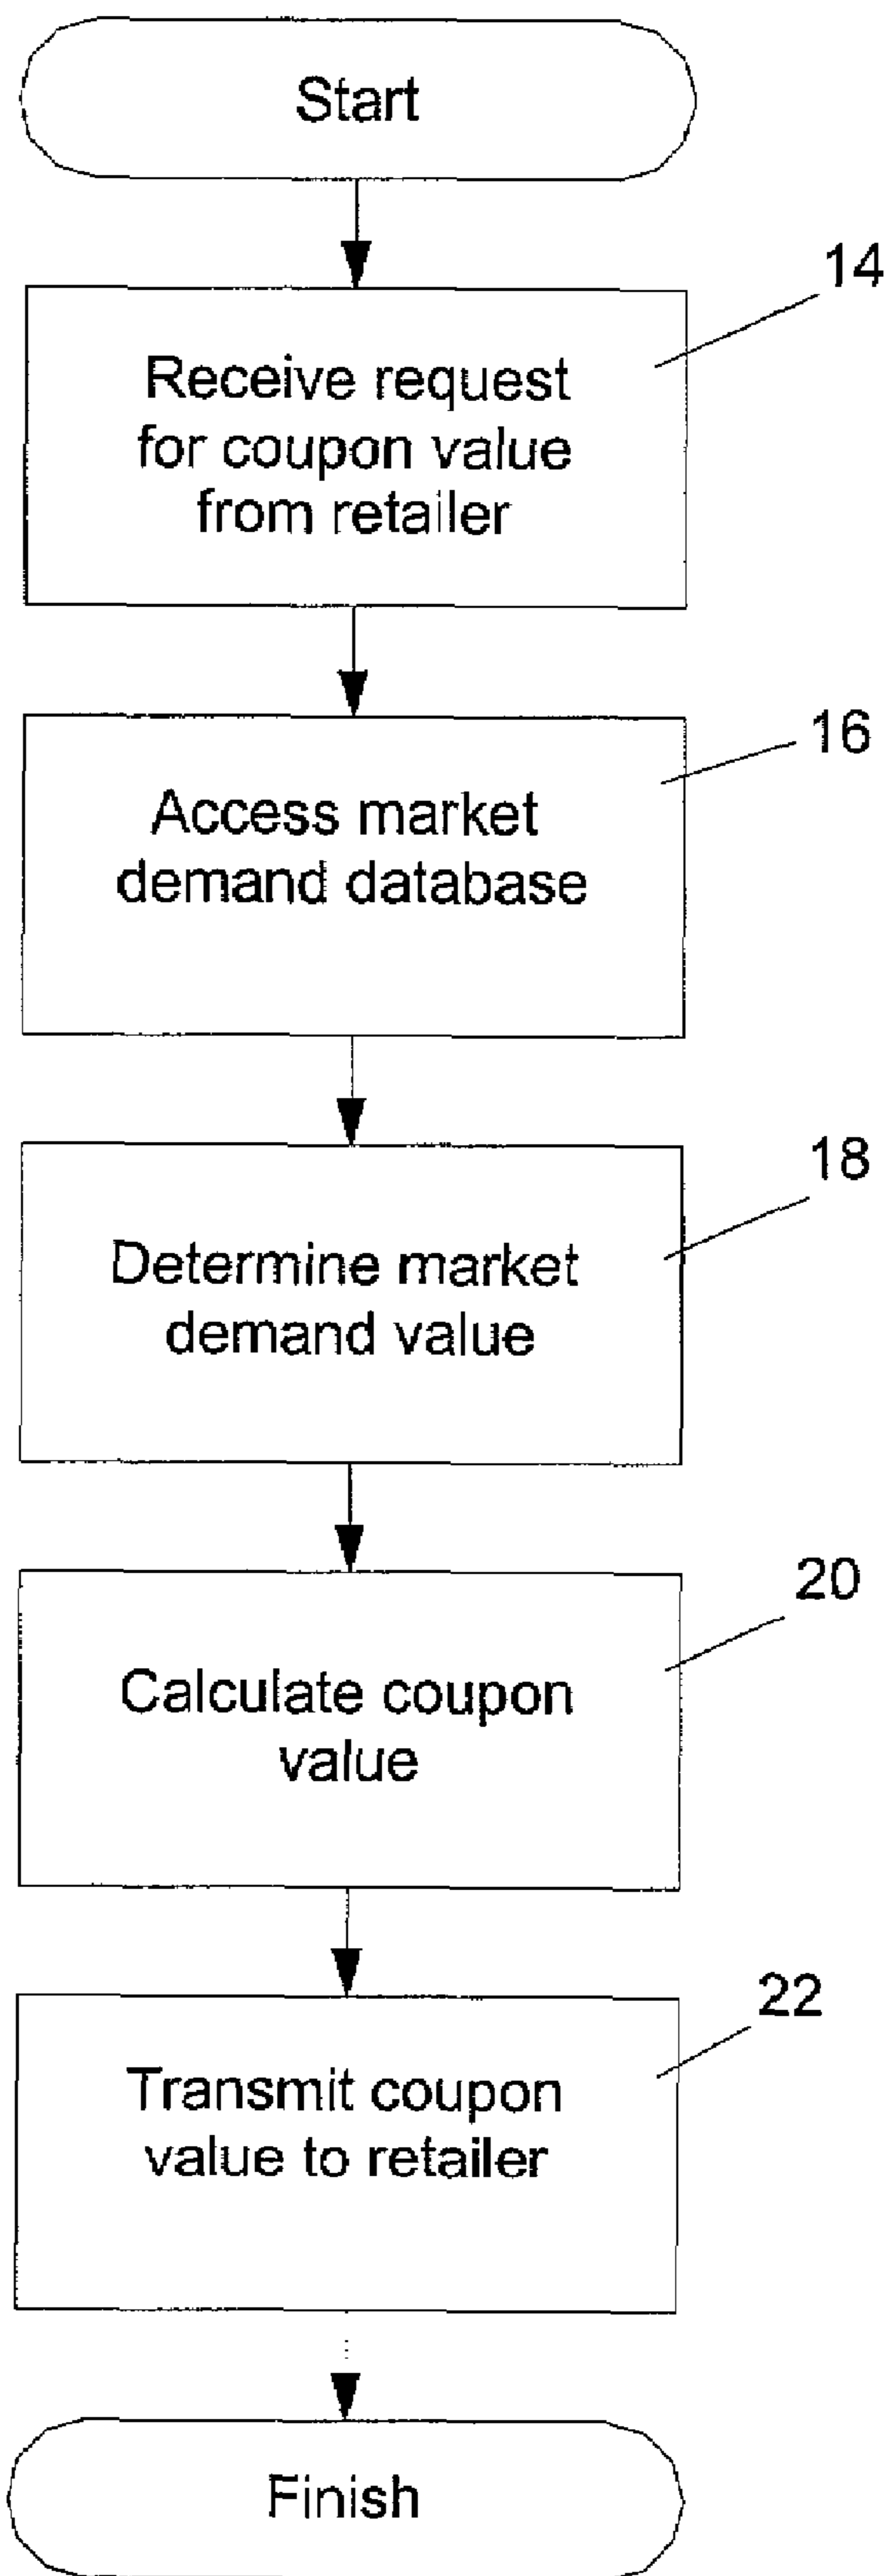 Start
14
Receive request
for coupon value
from retailer
16
Access market
demand database
18
Determine market
demand value
20
Calculate coupon
value
22
Transmit coupon
value to retailer
Finish